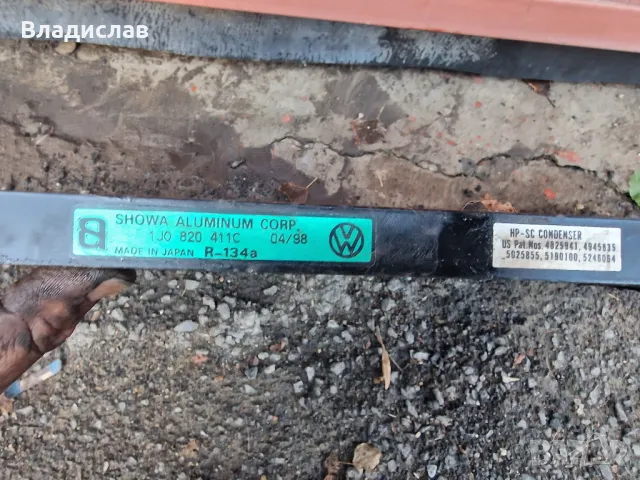 Владислав
SHOWA ALUMINUM CORP.
1J0 820 411C 04/98
MADE IN JAPAN R-134a
HP-SC CONDENSER
US Pat.Nos. 4825941, 4945635
5025855, 5190100, 5246064